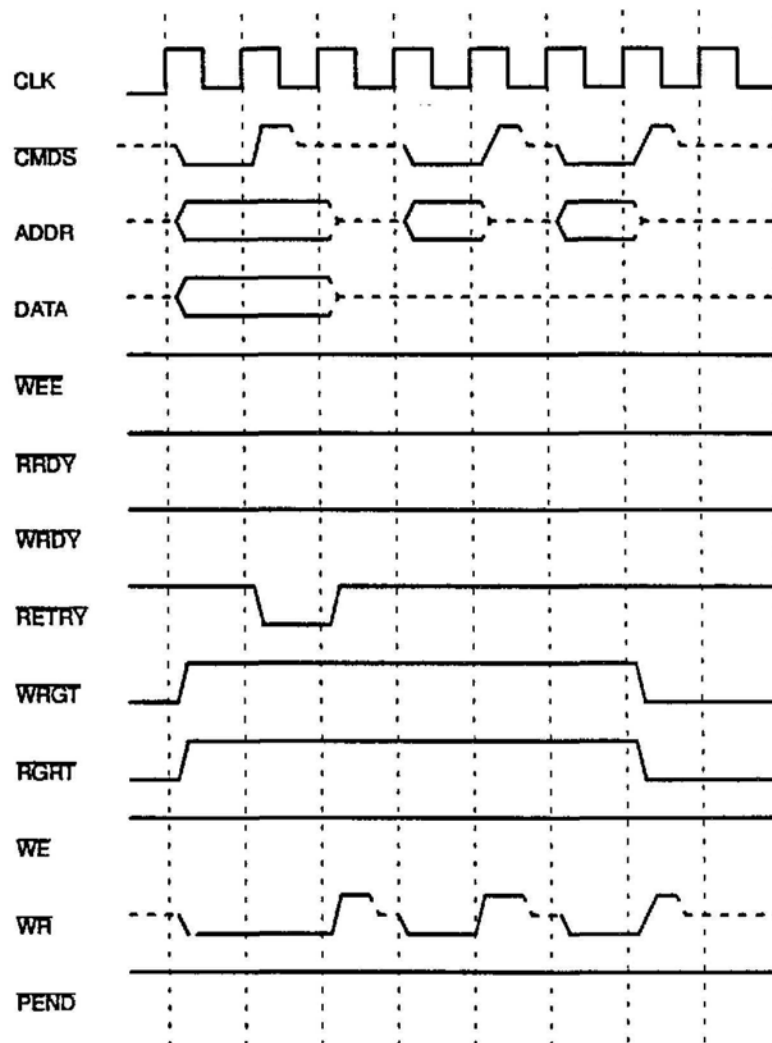 CLK
CMDS
ADDR
DATA
WEE
RRDY
WRDY
RETRY
WRGT
RGRT
WE
WR
PEND